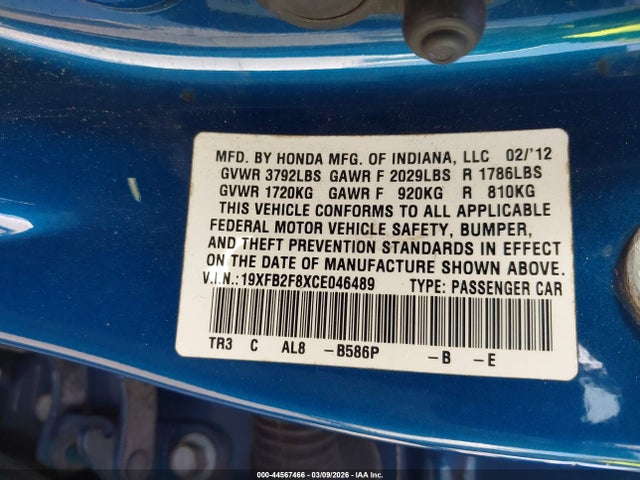 MFD. BY HONDA MFG. OF INDIANA, LLC 02/'12
GVWR 3792LBS GAWR F 2029LBS R 1786LBS
GVWR 1720KG GAWR F 920KG R 810KG
THIS VEHICLE CONFORMS TO ALL APPLICABLE
FEDERAL MOTOR VEHICLE SAFETY, BUMPER,
AND THEFT PREVENTION STANDARDS IN EFFECT
ON THE DATE OF MANUFACTURE SHOWN ABOVE.
V.I.N.:19XFB2F8XCE046489 TYPE: PASSENGER CAR
TR3 C AL8 -B586P -B -E
000-44567466 - 03/09/2026 - IAA Inc.